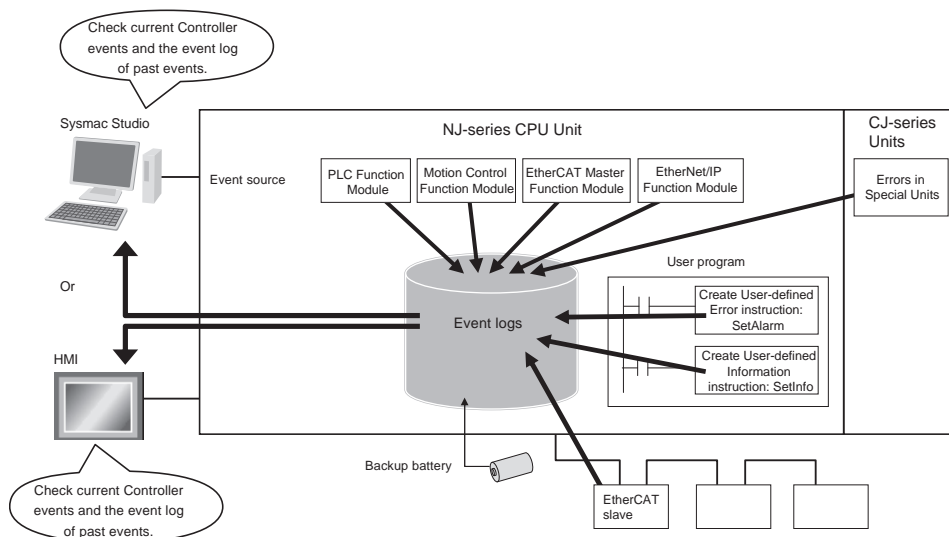 Check current Controller
events and the event log
of past events.
Sysmac Studio
NJ-series CPU Unit
CJ-series
Units
Event source
PLC Function
Module
Motion Control
Function Module
EtherCAT Master
Function Module
EtherNet/IP
Function Module
Errors in
Special Units
User program
Or
Event logs
Create User-defined
Error instruction:
SetAlarm
Create User-defined
Information
instruction: SetInfo
HMI
Backup battery
EtherCAT
slave
Check current Controller
events and the event log
of past events.